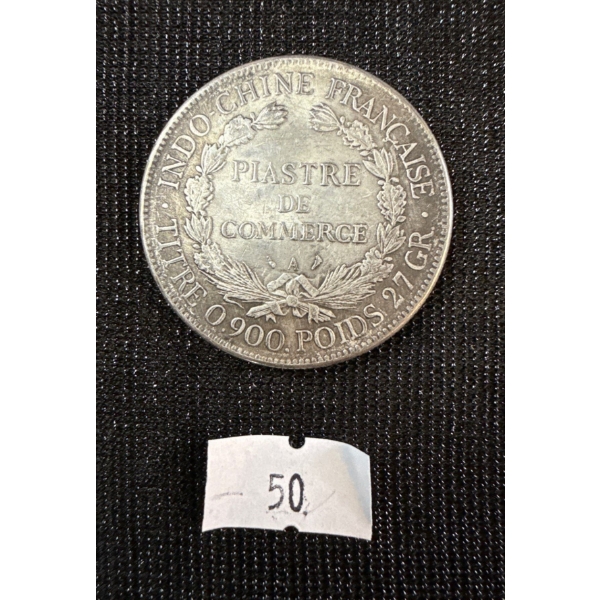 · INDO-CHINE FRANÇAISE ·
PIASTRE
DE
COMMERCE
A
TITRE 0,900. POIDS 27 GR.
50